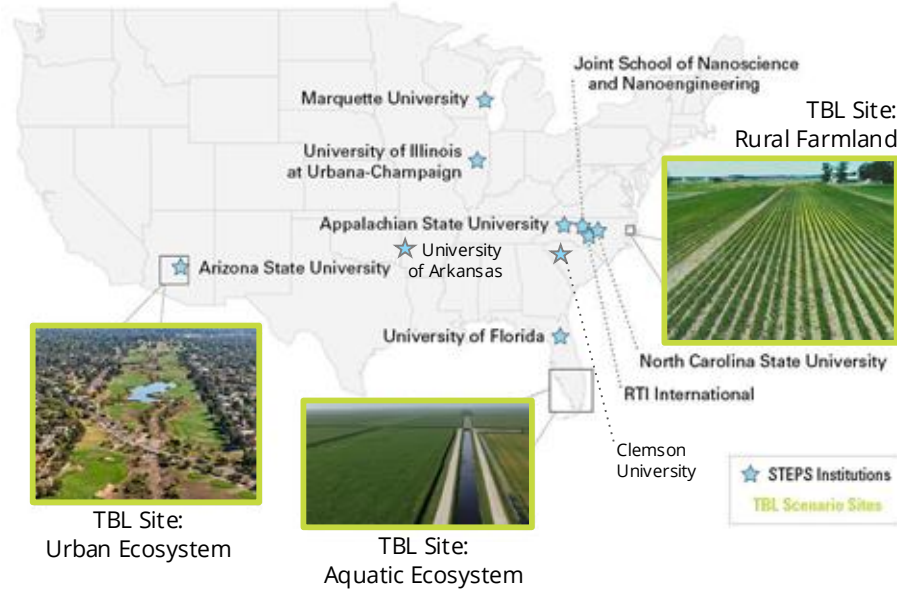 Joint School of Nanoscience
and Nanoengineering
Marquette University
TBL Site:
Rural Farmland
University of Illinois
at Urbana-Champaign
Appalachian State University
University
of Arkansas
Arizona State University
University of Florida
North Carolina State University
RTI International
Clemson
University
STEPS Institutions
TBL Scenario Sites
TBL Site:
Urban Ecosystem
TBL Site:
Aquatic Ecosystem